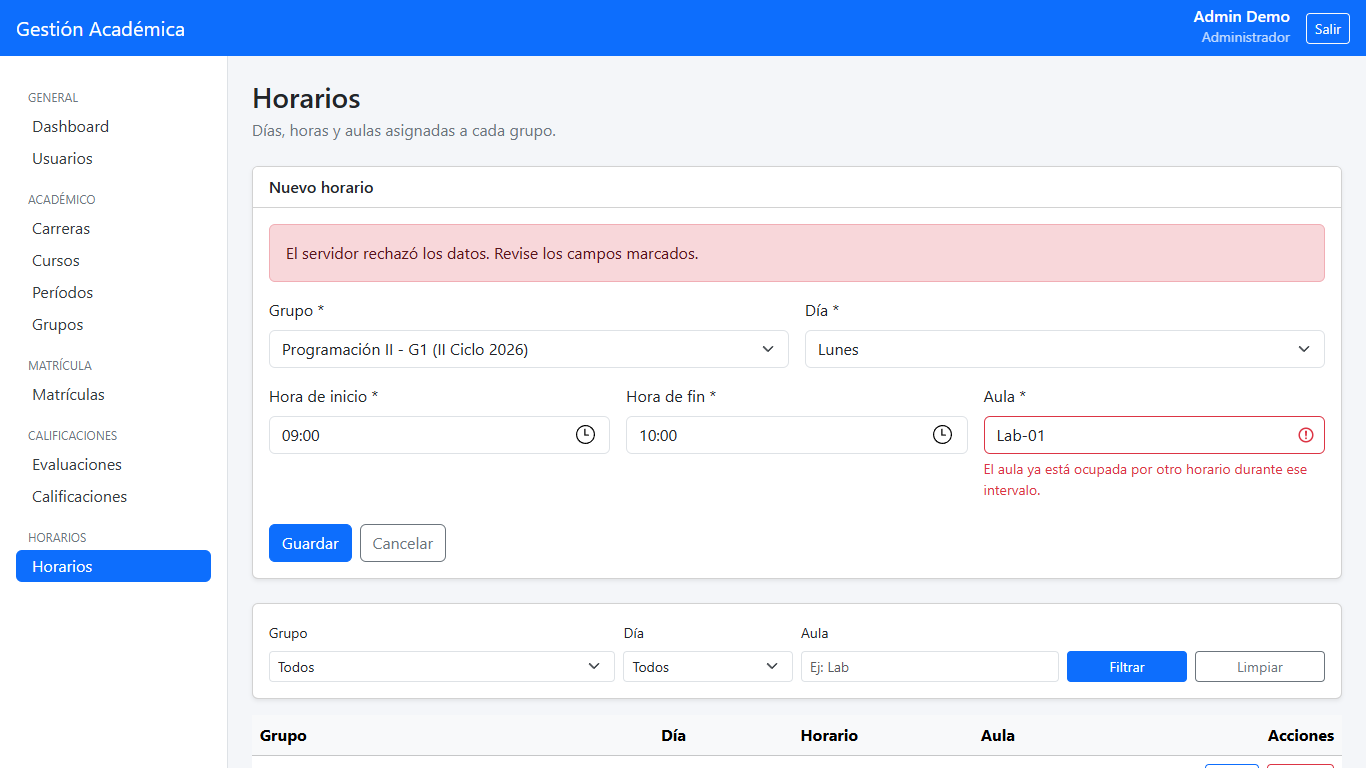 Gestión Académica
Admin Demo
Administrador
Salir
GENERAL
Dashboard
Usuarios
ACADÉMICO
Carreras
Cursos
Períodos
Grupos
MATRÍCULA
Matrículas
CALIFICACIONES
Evaluaciones
Calificaciones
HORARIOS
Horarios
Horarios
Días, horas y aulas asignadas a cada grupo.
Nuevo horario
El servidor rechazó los datos. Revise los campos marcados.
Grupo * Día *
Programación II - G1 (II Ciclo 2026) Lunes
Hora de inicio * Hora de fin * Aula *
09:00 10:00 Lab-01
El aula ya está ocupada por otro horario durante ese
intervalo.
Guardar Cancelar
Grupo Día Aula
Todos Todos Ej: Lab Filtrar Limpiar
Grupo Día Horario Aula Acciones